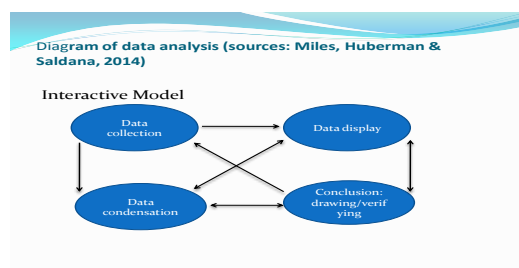 Diagram of data analysis (sources: Miles, Huberman &
Saldana, 2014)
Interactive Model
Data
collection
Data display
Data
condensation
Conclusion:
drawing/verif
ying